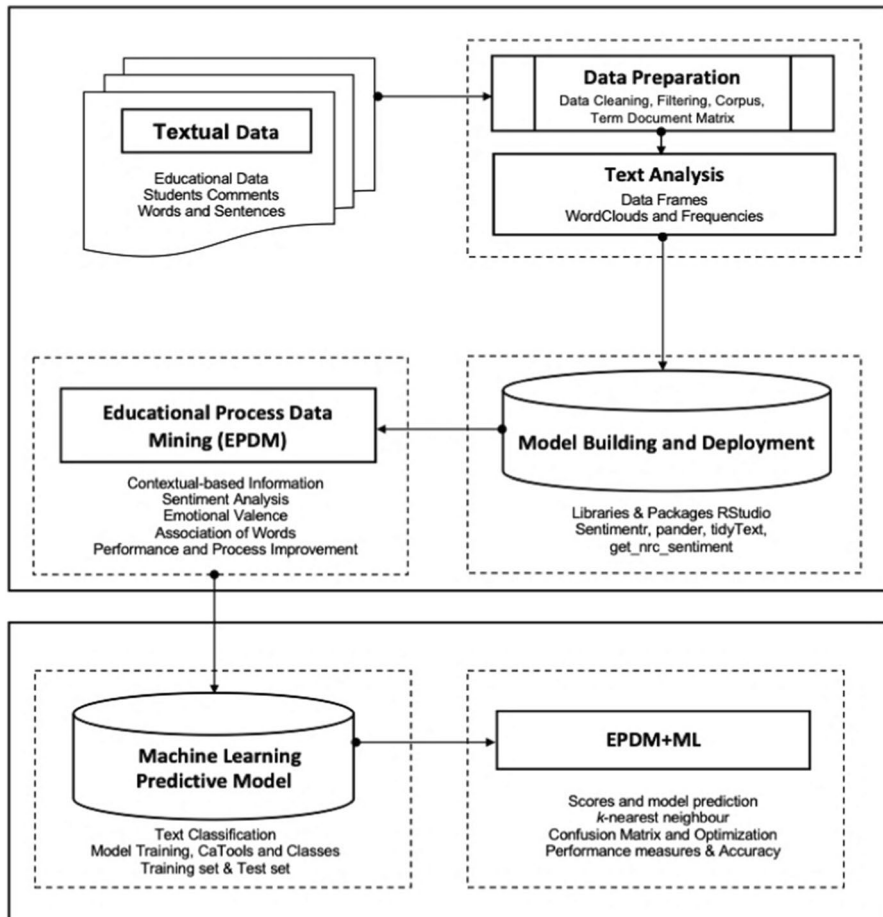 Textual Data
Educational Data
Students Comments
Words and Sentences
Data Preparation
Data Cleaning, Filtering, Corpus,
Term Document Matrix
Text Analysis
Data Frames
WordClouds and Frequencies
Model Building and Deployment
Libraries & Packages RStudio
Sentimentr, pander, tidyText,
get_nrc_sentiment
Educational Process Data
Mining (EPDM)
Contextual-based Information
Sentiment Analysis
Emotional Valence
Association of Words
Performance and Process Improvement
Machine Learning
Predictive Model
Text Classification
Model Training, CaTools and Classes
Training set & Test set
EPDM+ML
Scores and model prediction
k-nearest neighbour
Confusion Matrix and Optimization
Performance measures & Accuracy